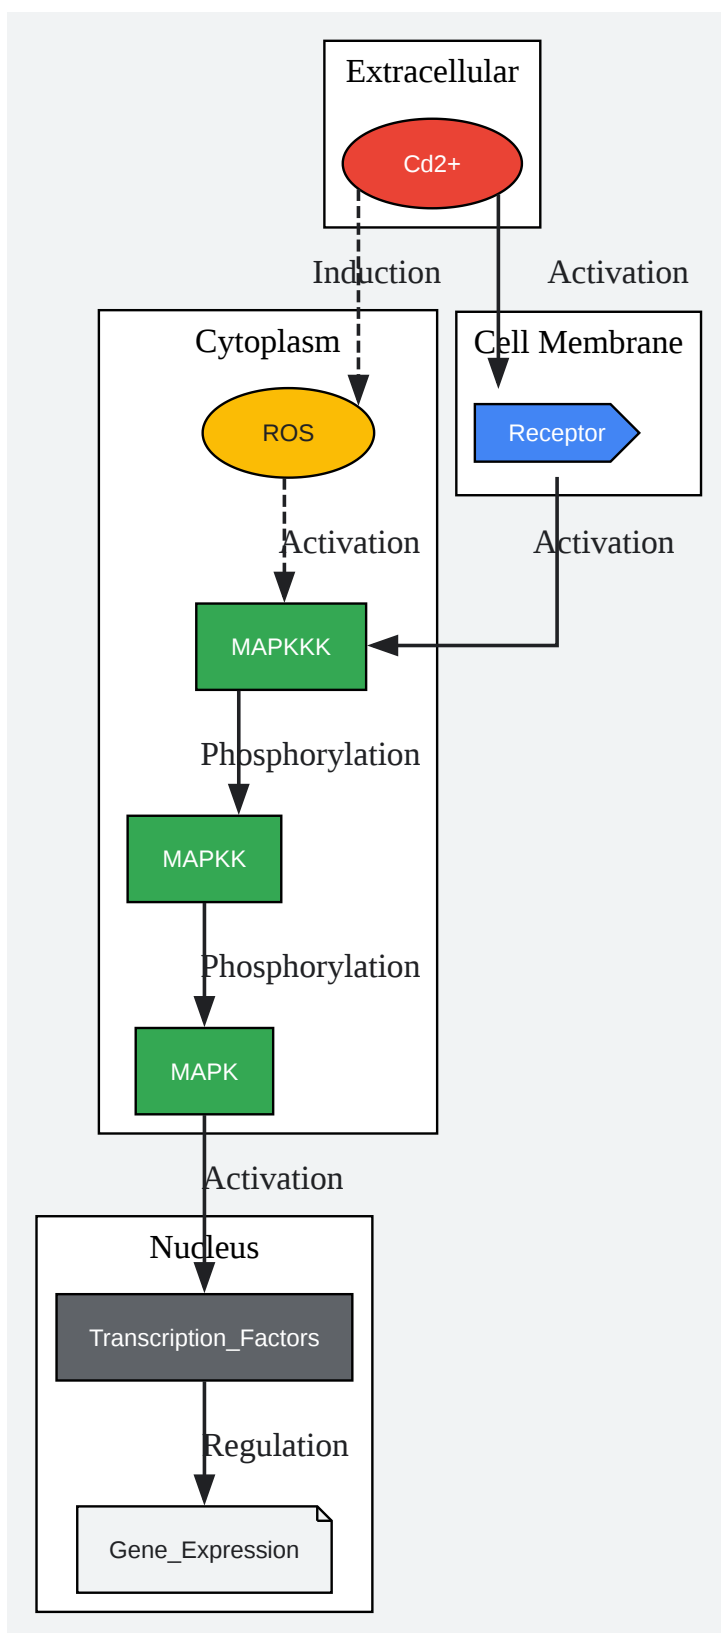 Extracellular
Cd2+
Induction
Activation
Cytoplasm
Cell Membrane
ROS
Receptor
Activation
Activation
MAPKKK
Phosphorylation
MAPKK
Phosphorylation
MAPK
Activation
Nucleus
Transcription_Factors
Regulation
Gene_Expression